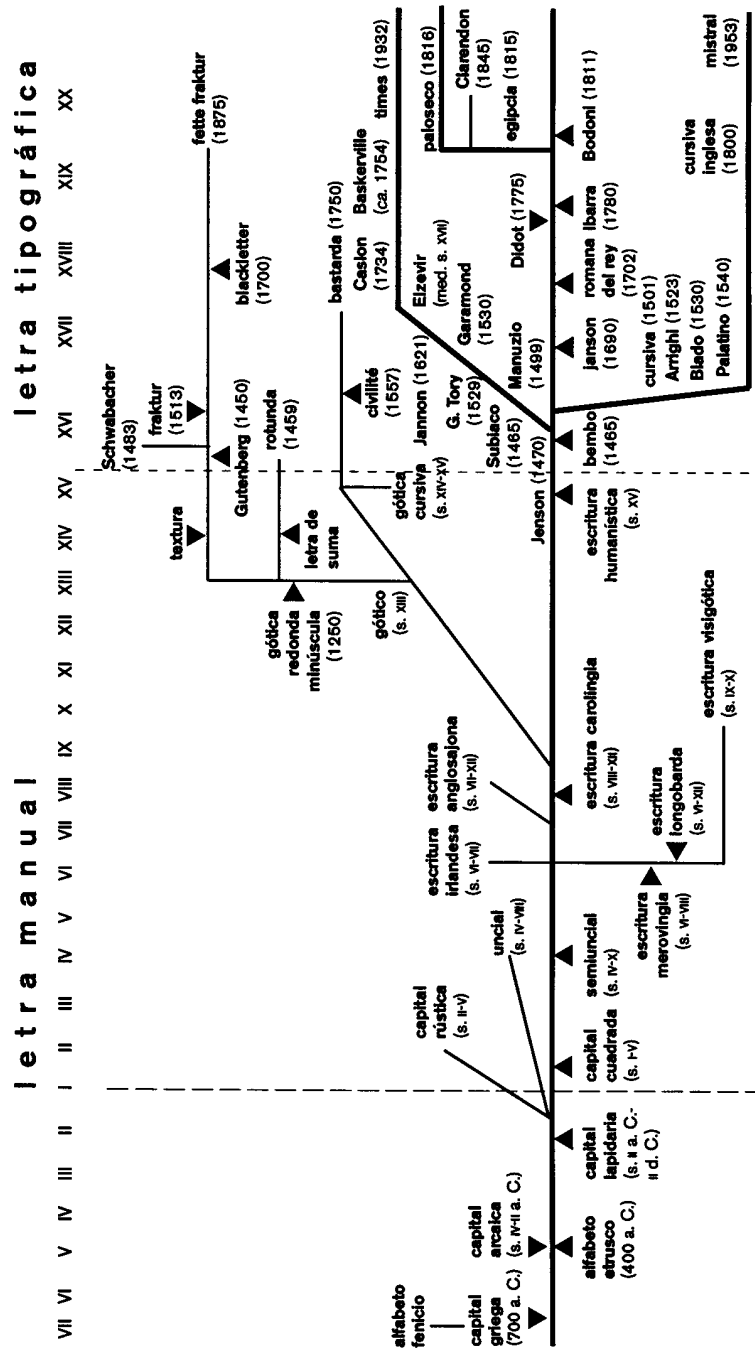 letra manual
letra tipográfica
VII VI V IV III II I II III IV V VI VII VIII IX X XI XII XIII XIV XV XVI XVII XVIII XIX XX
Schwabacher
(1483)
textura
fraktur
(1513)
fette fraktur
(1875)
Gutenberg (1450)
blackletter
(1700)
rotunda
(1459)
letra de
suma
gótica
redonda
minúscula
(1250)
gótico
(s. XIII)
gótica
cursiva
(s. XIV-XV)
civilité
(1557)
bastarda (1750)
Caslon
(1734)
Baskerville
(ca. 1754)
times (1932)
Jannon (1621)
Elzevir
(med. s. XVII)
G. Tory
(1529)
Garamond
(1530)
Subiaco
(1465)
Manuzio
(1499)
Jenson (1470)
Didot (1775)
paloseco (1816)
Clarendon
(1845)
egipcia (1815)
alfabeto
fenicio
capital
griega
(700 a. C.)
capital
arcaica
(s. IV-II a. C.)
capital
rústica
(s. II-V)
uncial
(s. IV-VIII)
escritura
irlandesa
(s. VI-VII)
escritura
anglosajona
(s. VI-XII)
alfabeto
etrusco
(400 a. C.)
capital
lapidaria
(s. II a. C.-
II d. C.)
capital
cuadrada
(s. I-V)
semiuncial
(s. IV-X)
escritura
merovingia
(s. VI-VIII)
escritura
longobarda
(s. VI-XII)
escritura carolingia
(s. VIII-XII)
escritura visigótica
(s. IX-X)
escritura
humanística
(s. XV)
bembo
(1465)
janson
(1690)
romana
del rey
(1702)
Ibarra
(1780)
Bodoni (1811)
cursiva (1501)
Arrighi (1523)
Blado (1530)
Palatino (1540)
cursiva
inglesa
(1800)
mistral
(1953)